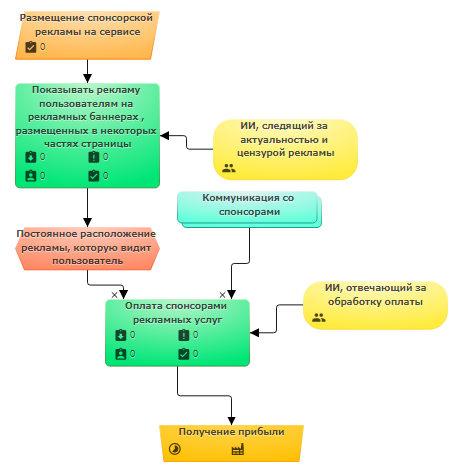 Размещение спонсорской
рекламы на сервисе
0
Показывать рекламу
пользователям на
рекламных баннерах ,
размещенных в некоторых
частях страницы
0 0
0 0
ИИ, следящий за
актуальностью и
цензурой рекламы
Коммуникация со
спонсорами
Постоянное расположение
рекламы, которую видит
пользователь
ИИ, отвечающий за
обработку оплаты
Оплата спонсорами
рекламных услуг
0 0
0 0
Получение прибыли